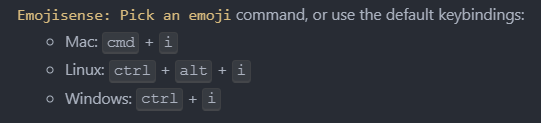 Emojisense: Pick an emoji command, or use the default keybindings:
Mac: cmd + i
Linux: ctrl + alt + i
Windows: ctrl + i